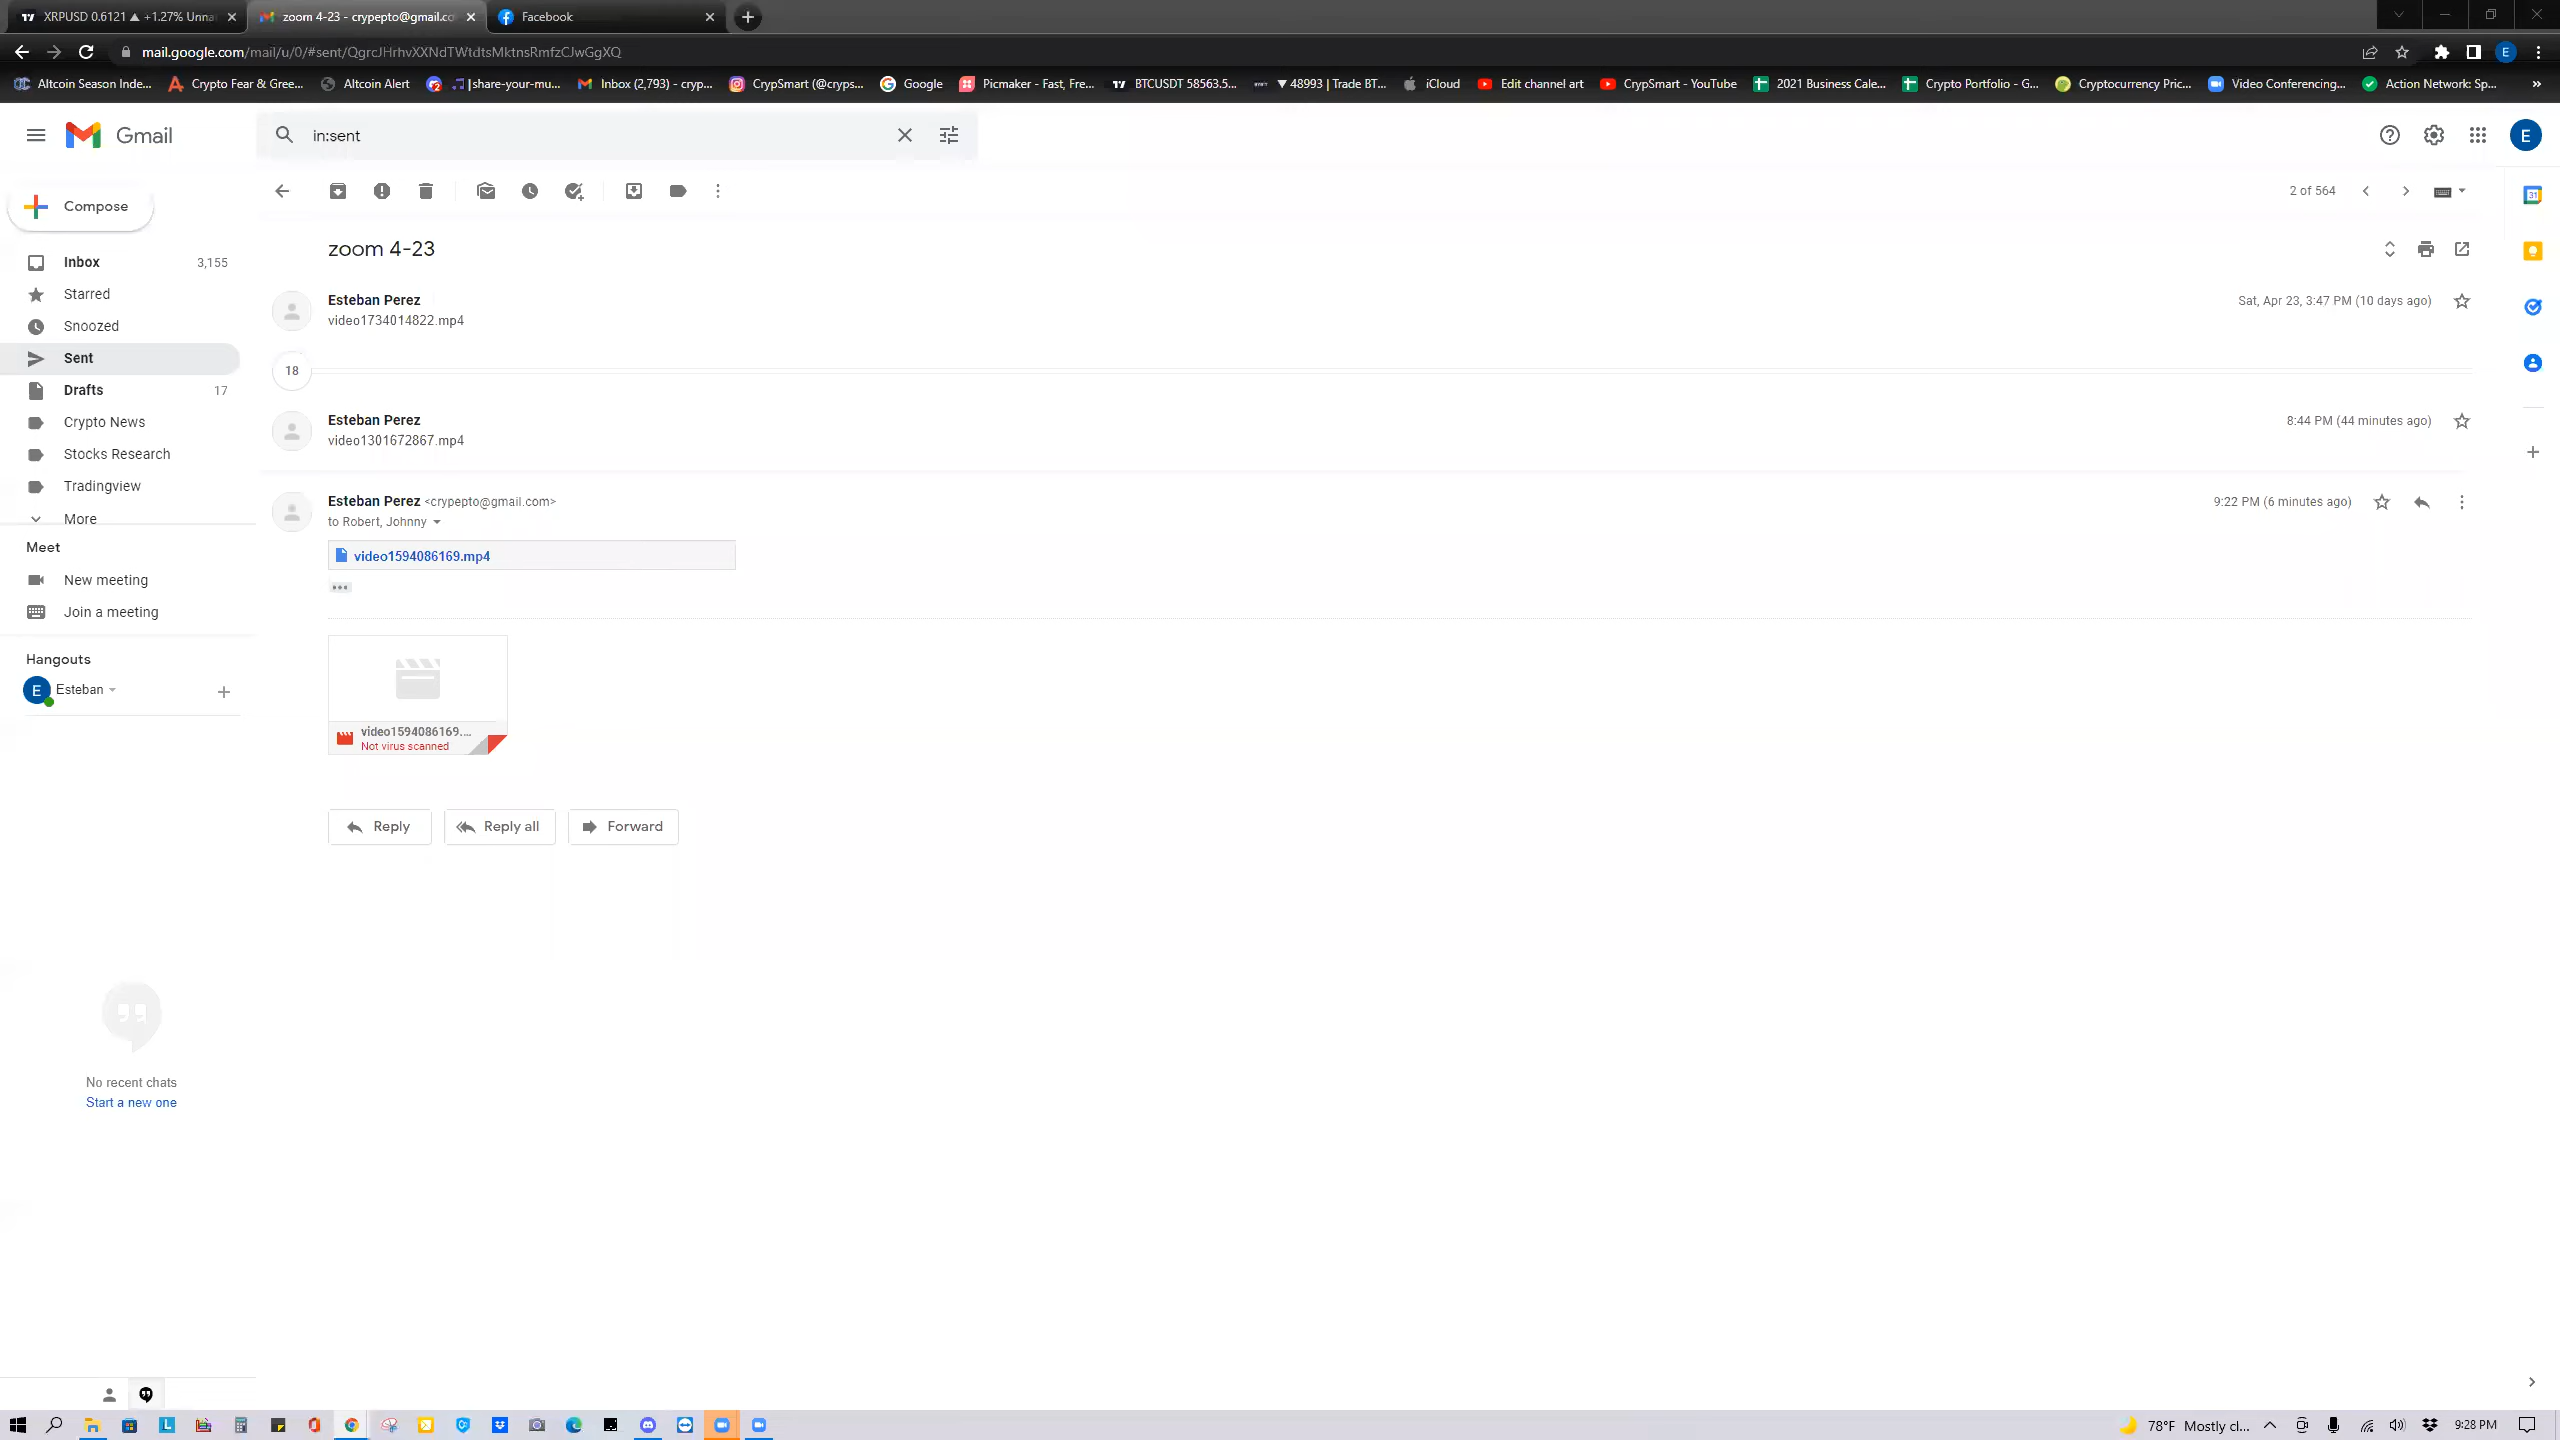 XRPUSD 0.6121 ▲ +1.27% Unna
zoom 4-23 - crypepto@gmail.co
Facebook
mail.google.com/mail/u/0/#sent/QgrcJHrhvXXNdTWtdtsMktnsRmfzCJwGgXQ
Altcoin Season Inde...
Crypto Fear & Gree...
Altcoin Alert
|share-your-mu...
Inbox (2,793) - cryp...
CrypSmart (@cryps...
Google
Picmaker - Fast, Fre...
BTCUSDT 58563.5...
▼ 48993 | Trade BT...
iCloud
Edit channel art
CrypSmart - YouTube
2021 Business Cale...
Crypto Portfolio - G...
Cryptocurrency Pric...
Video Conferencing...
Action Network: Sp...
Gmail
in:sent
E
Compose
2 of 564
zoom 4-23
Inbox 3,155
Starred
Snoozed
Sent
Drafts 17
Crypto News
Stocks Research
Tradingview
More
Esteban Perez
Sat, Apr 23, 3:47 PM (10 days ago)
video1734014822.mp4
18
Esteban Perez
8:44 PM (44 minutes ago)
video1301672867.mp4
Esteban Perez <crypepto@gmail.com>
9:22 PM (6 minutes ago)
to Robert, Johnny
video1594086169.mp4
video1594086169....
Not virus scanned
Reply
Reply all
Forward
Meet
New meeting
Join a meeting
Hangouts
E
Esteban
No recent chats
Start a new one
78°F Mostly cl...
9:28 PM